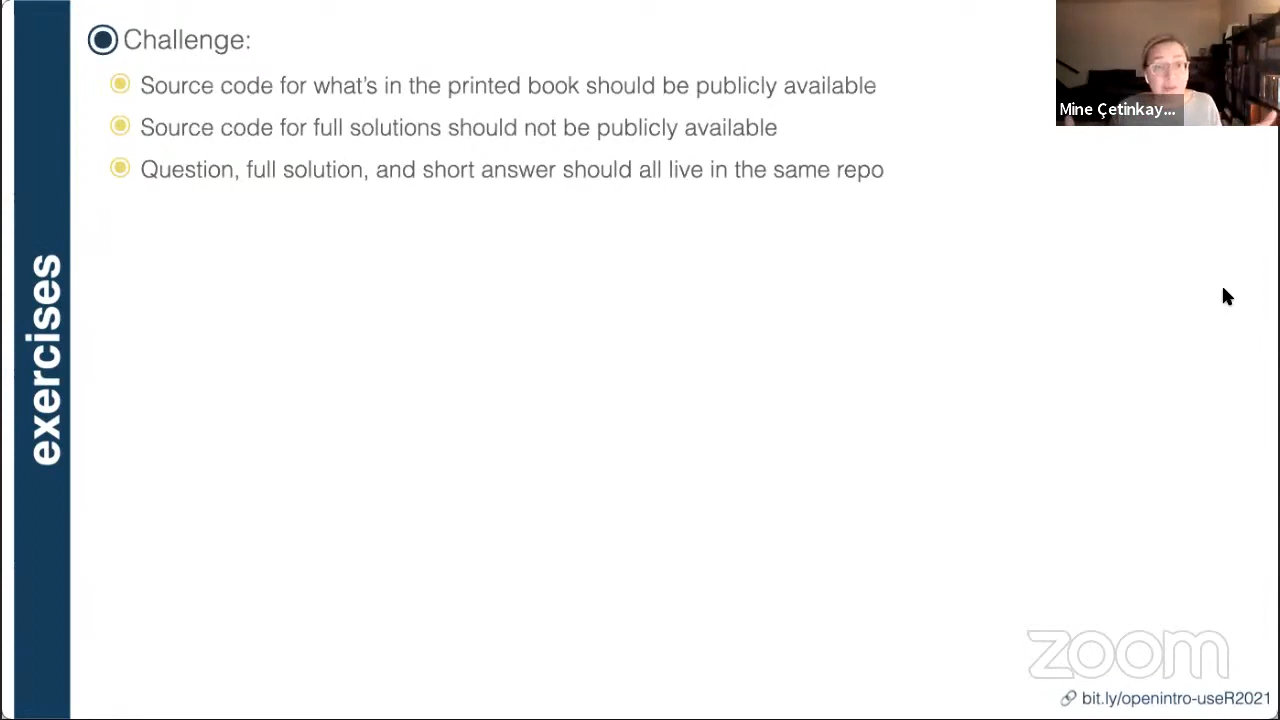 Challenge:
Source code for what's in the printed book should be publicly available
Source code for full solutions should not be publicly available
Question, full solution, and short answer should all live in the same repo
exercises
Mine Çetinkay...
zoom
bit.ly/openintro-useR2021